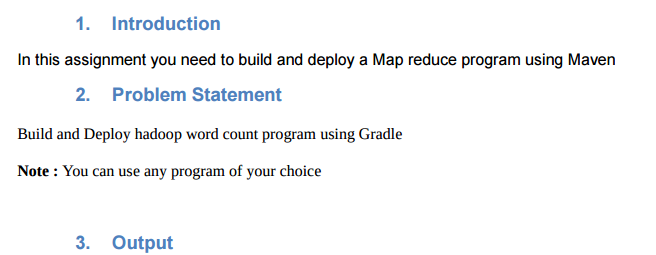 1. Introduction
In this assignment you need to build and deploy a Map reduce program using Maven
2. Problem Statement
Build and Deploy hadoop word count program using Gradle
Note : You can use any program of your choice
3. Output